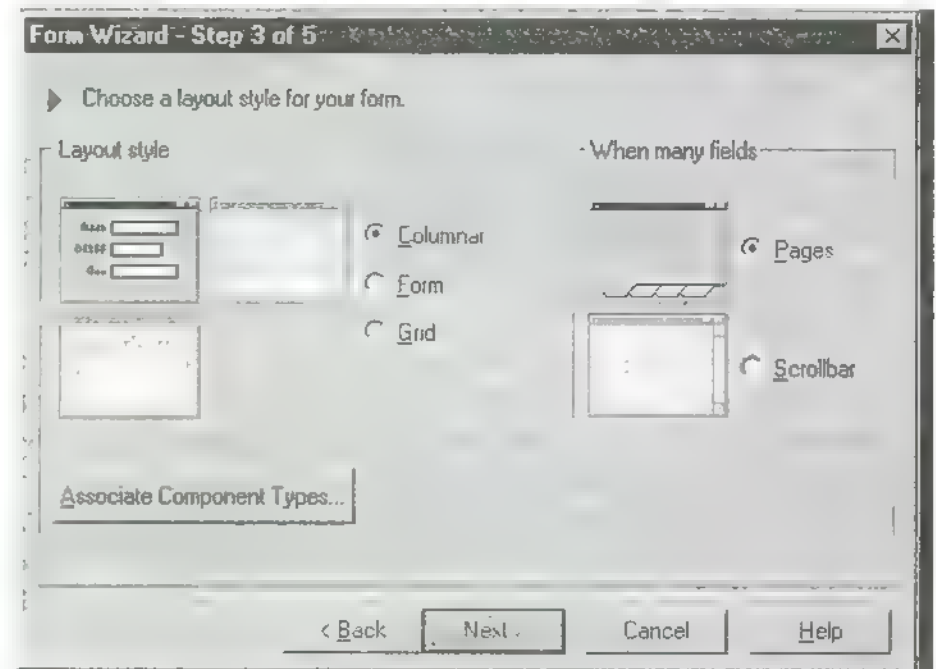 Form Wizard - Step 3 of 5
Choose a layout style for your form.
Layout style
When many fields
Columnar
Form
Grid
Pages
Scrollbar
Associate Component Types...
< Back
Next
Cancel
Help